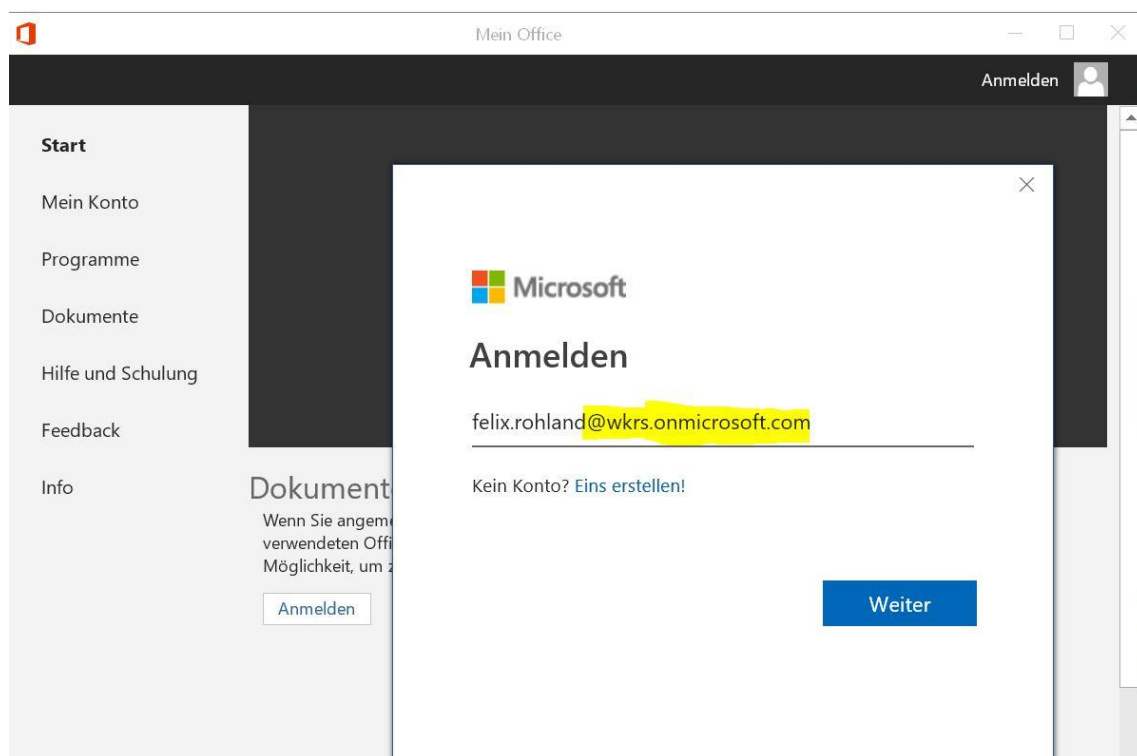 Mein Office
Anmelden
Start
Mein Konto
Programme
Dokumente
Hilfe und Schulung
Feedback
Info
Dokument
Wenn Sie angem
verwendeten Offi
Möglichkeit, um
Anmelden
Microsoft
Anmelden
felix.rohland@wkrs.onmicrosoft.com
Kein Konto? Eins erstellen!
Weiter